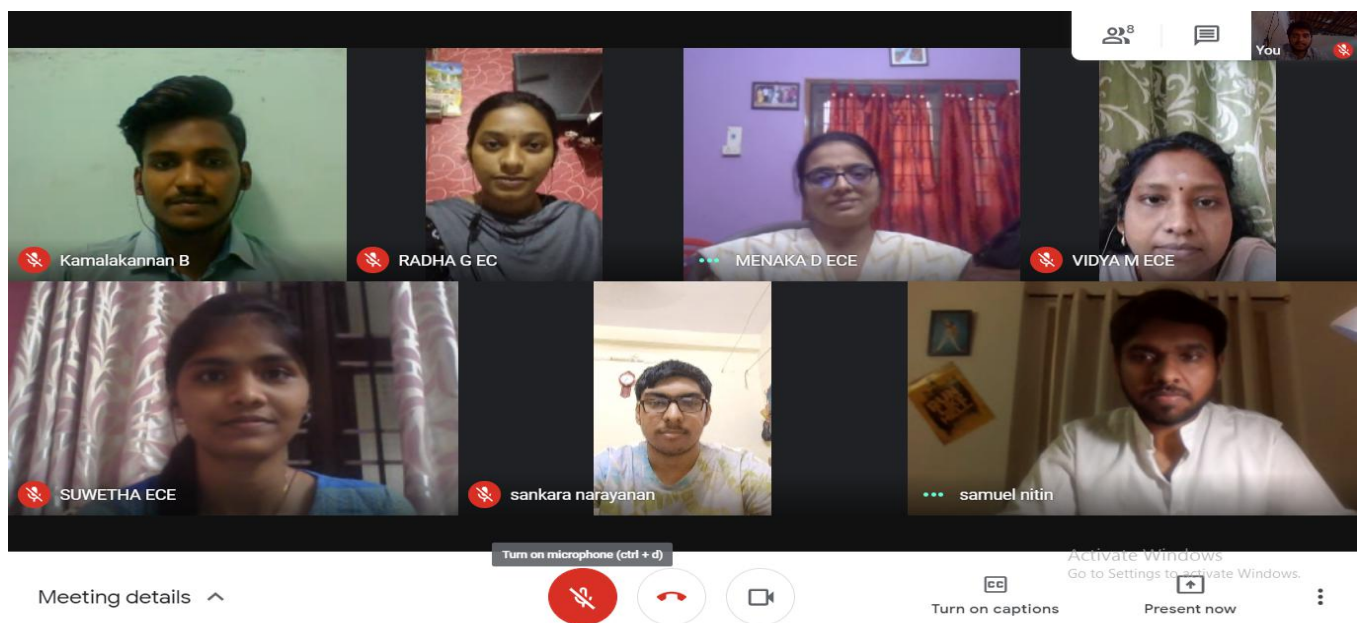 8
You
Kamalakannan B
RADHA G EC
MENAKA D ECE
VIDYA M ECE
SUWETHA ECE
sankara narayanan
samuel nitin
Turn on microphone (ctrl + d)
Meeting details
CC
Turn on captions
Present now
Activate Windows
Go to Settings to activate Windows.